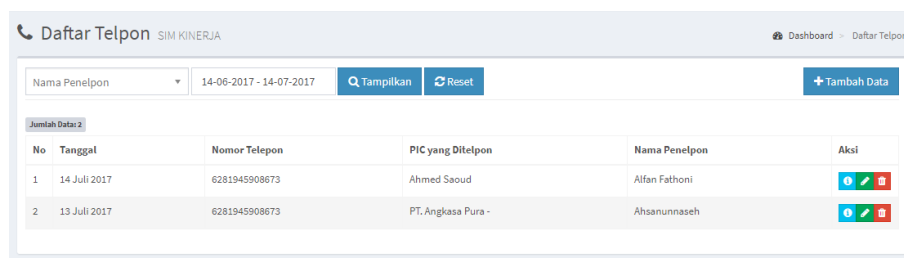 Daftar Telpon SIM KINERJA
Dashboard > Daftar Telpon
Nama Penelpon 14-06-2017 - 14-07-2017 Tampilkan Reset Tambah Data
Jumlah Data: 2
No Tanggal Nomor Telepon PIC yang Ditelpon Nama Penelpon Aksi
1 14 Juli 2017 6281945908673 Ahmed Saoud Alfan Fathoni
2 13 Juli 2017 6281945908673 PT. Angkasa Pura - Ahsanunnaseh